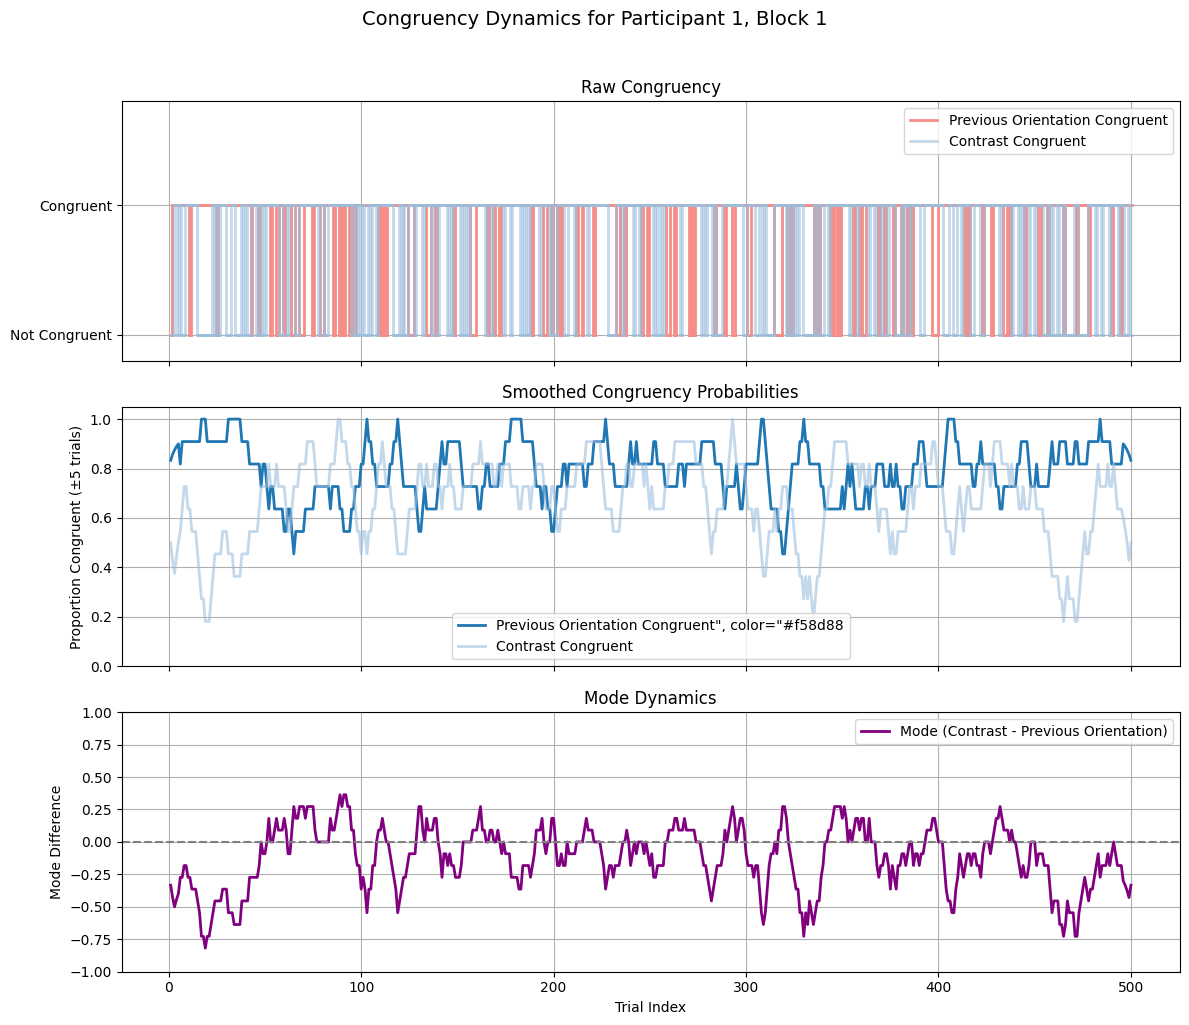 Congruency Dynamics for Participant 1, Block 1
Raw Congruency
Previous Orientation Congruent
Contrast Congruent
Congruent
Not Congruent
Smoothed Congruency Probabilities
Proportion Congruent (±5 trials)
1.0
0.8
0.6
0.4
0.2
0.0
Previous Orientation Congruent", color="#f58d88
Contrast Congruent
Mode Dynamics
Mode Difference
1.00
0.75
0.50
0.25
0.00
−0.25
−0.50
−0.75
−1.00
Mode (Contrast - Previous Orientation)
0
100
200
300
400
500
Trial Index